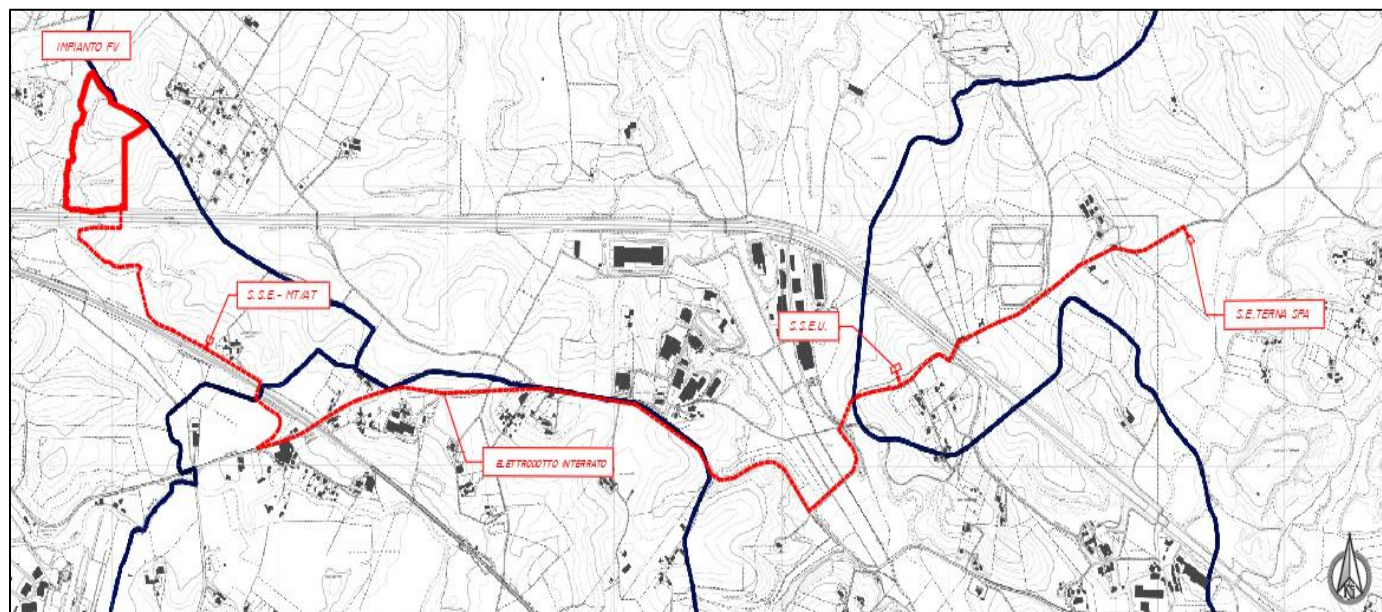 IMPIANTO FV
S.S.E.- MT/AT
S.S.E.U.
S.E.TERNA SPA
ELETTRODOTTO INTERRATO
N